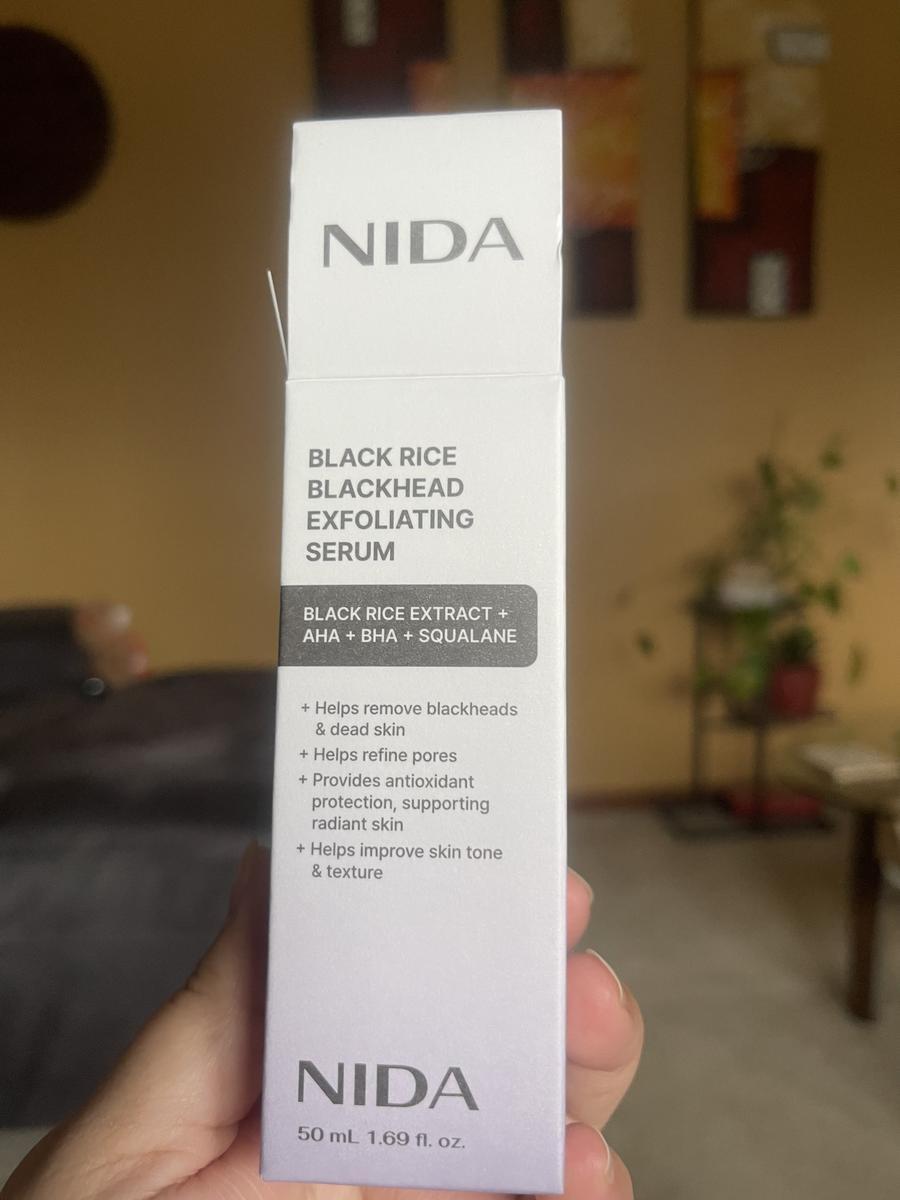 NIDA
BLACK RICE
BLACKHEAD
EXFOLIATING
SERUM
BLACK RICE EXTRACT +
AHA + BHA + SQUALANE
+ Helps remove blackheads
& dead skin
+ Helps refine pores
+ Provides antioxidant
protection, supporting
radiant skin
+ Helps improve skin tone
& texture
NIDA
50 mL 1.69 fl. oz.